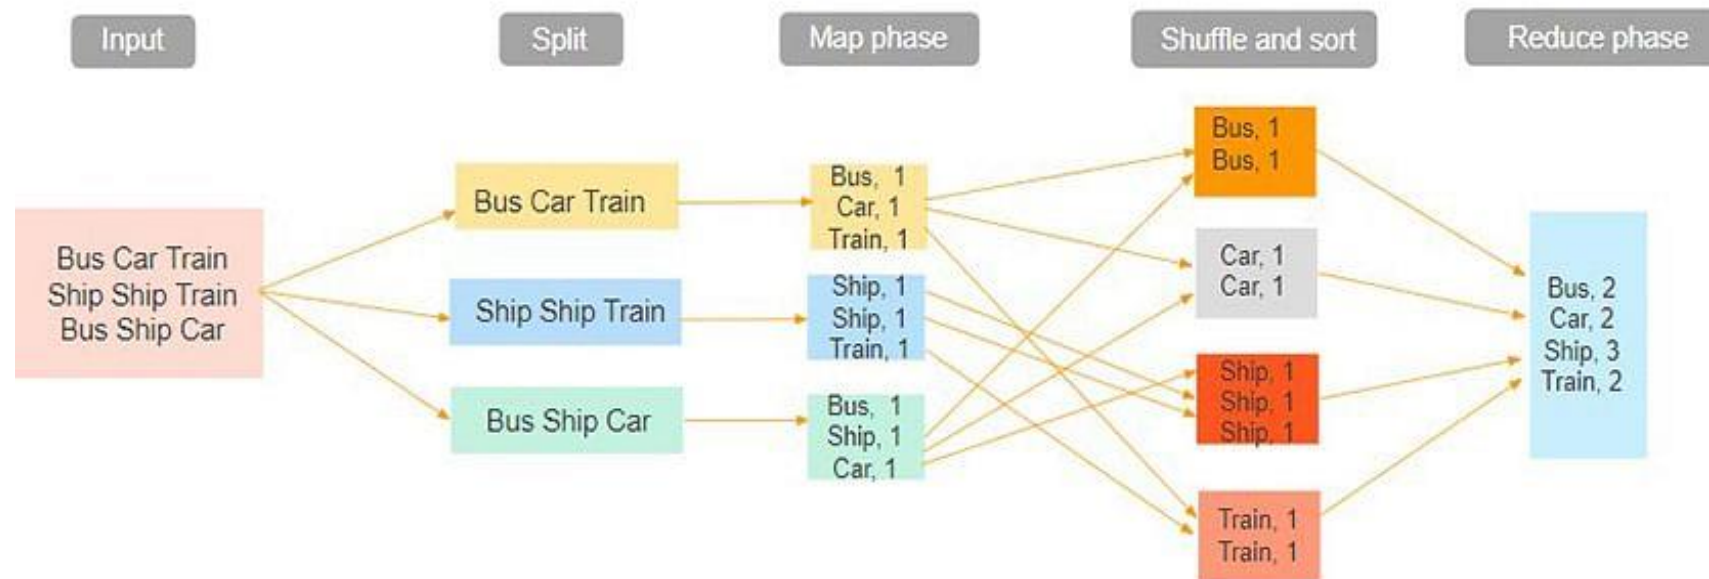 Input
Split
Map phase
Shuffle and sort
Reduce phase
Bus Car Train
Ship Ship Train
Bus Ship Car
Bus Car Train
Ship Ship Train
Bus Ship Car
Bus, 1
Car, 1
Train, 1
Ship, 1
Ship, 1
Train, 1
Bus, 1
Ship, 1
Car, 1
Bus, 1
Bus, 1
Car, 1
Car, 1
Ship, 1
Ship, 1
Ship, 1
Train, 1
Train, 1
Bus, 2
Car, 2
Ship, 3
Train, 2